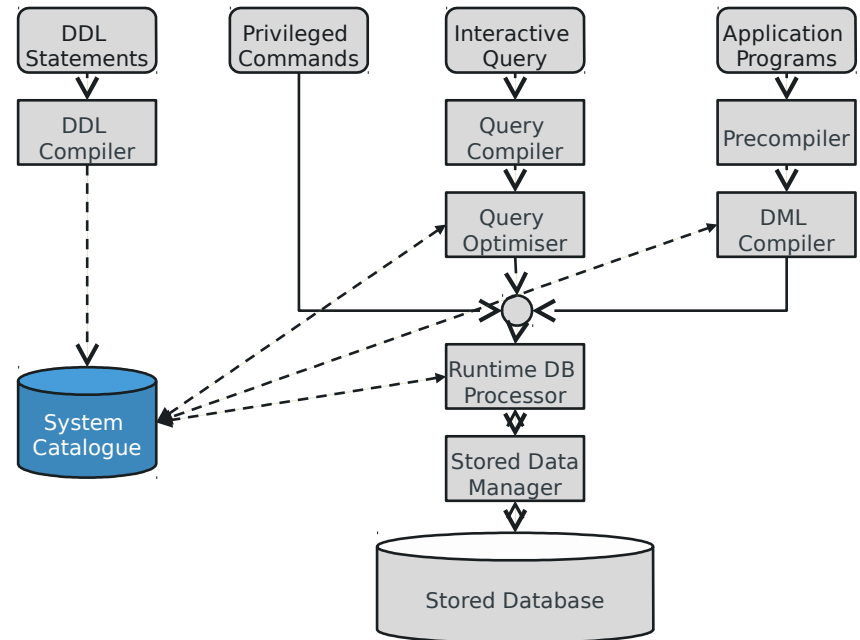 DDL
Statements
Privileged
Commands
Interactive
Query
Application
Programs
DDL
Compiler
Query
Compiler
Precompiler
Query
Optimiser
DML
Compiler
Runtime DB
Processor
System
Catalogue
Stored Data
Manager
Stored Database